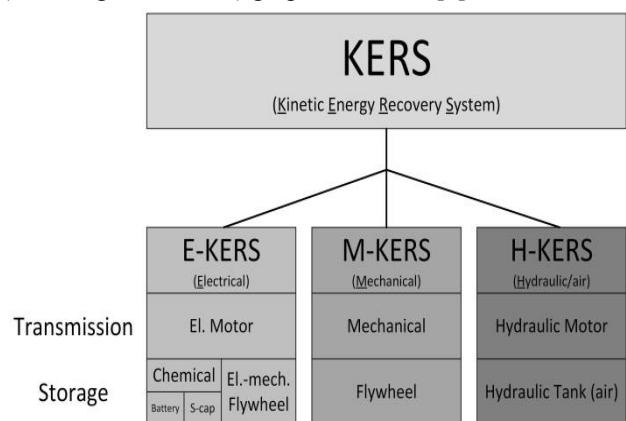 KERS
(Kinetic Energy Recovery System)
E-KERS
(Electrical)
M-KERS
(Mechanical)
H-KERS
(Hydraulic/air)
Transmission
El. Motor
Mechanical
Hydraulic Motor
Storage
Chemical
Battery
S-cap
El.-mech.
Flywheel
Flywheel
Hydraulic Tank (air)